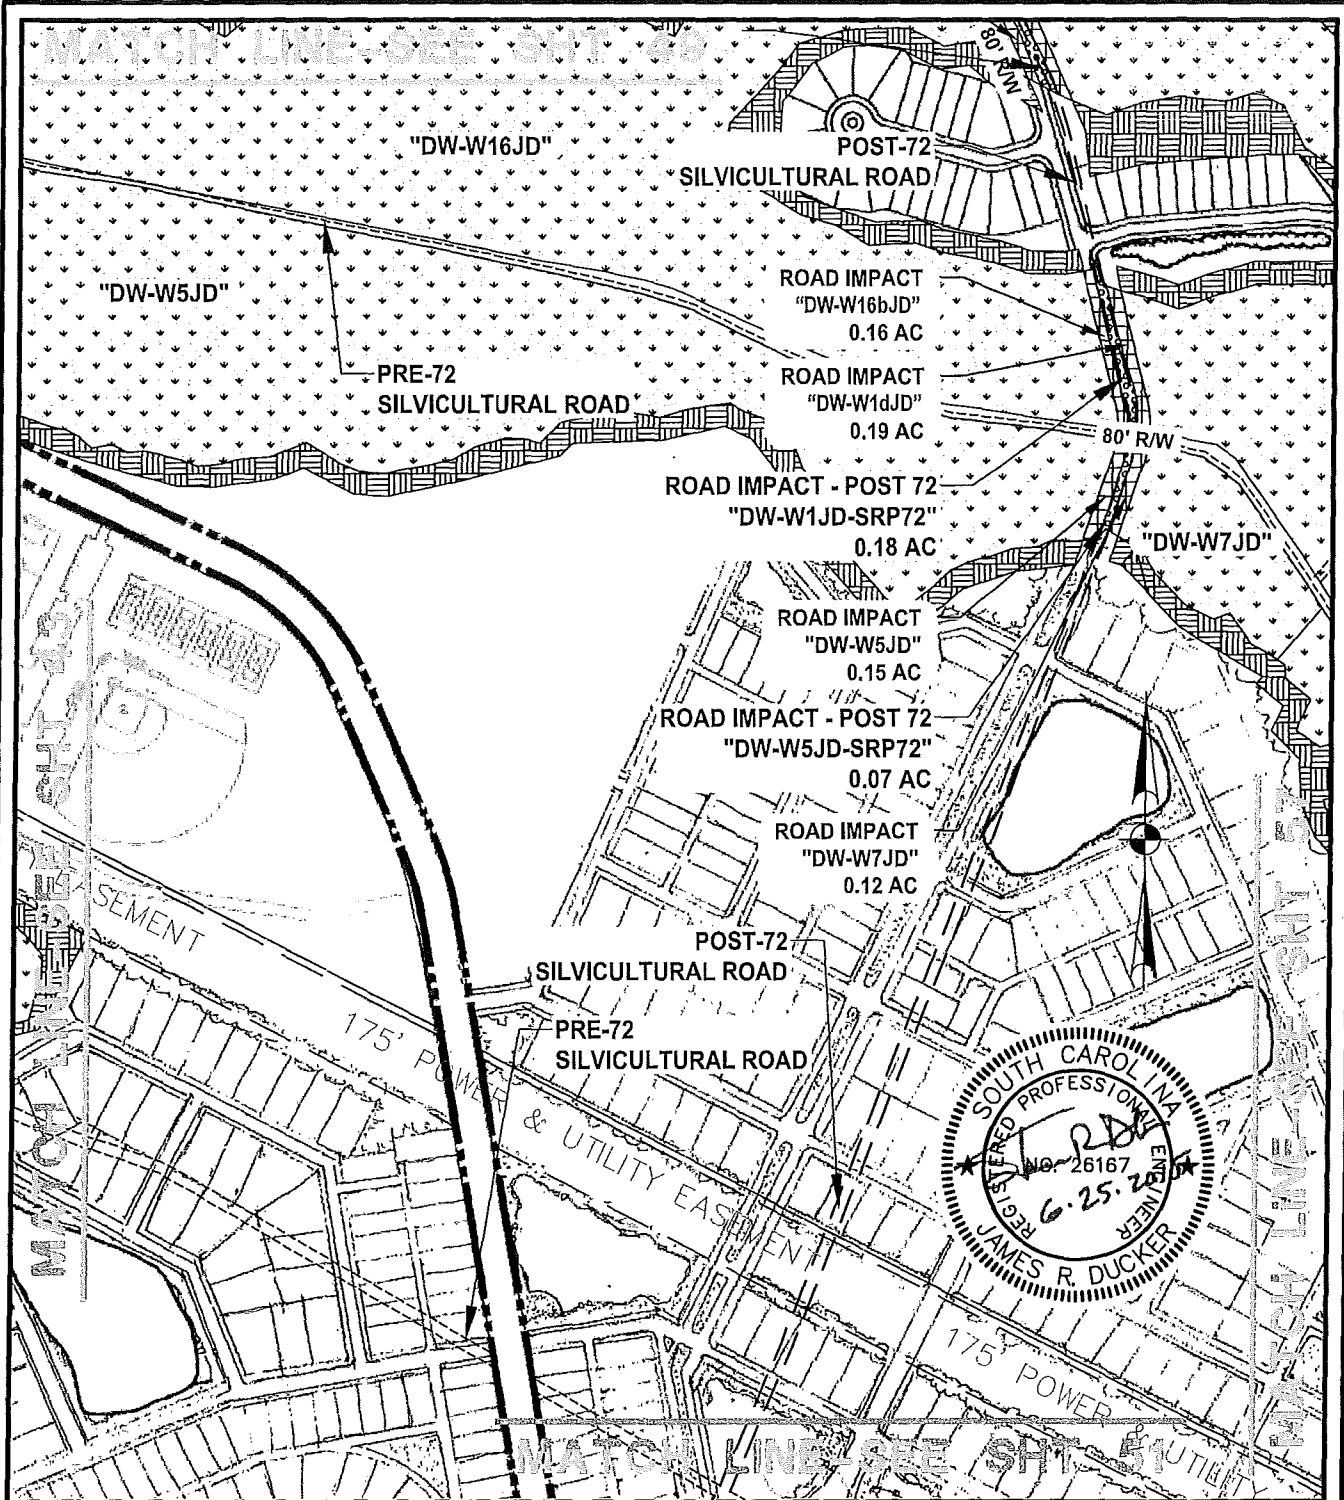 MATCH LINE-SEE SHT 49
80' R/W
"DW-W16JD"
POST-72
SILVICULTURAL ROAD
"DW-W5JD"
ROAD IMPACT
"DW-W16bJD"
0.16 AC
PRE-72
SILVICULTURAL ROAD
ROAD IMPACT
"DW-W1dJD"
0.19 AC
80' R/W
ROAD IMPACT - POST 72
"DW-W1JD-SRP72"
0.18 AC
"DW-W7JD"
ROAD IMPACT
"DW-W5JD"
0.15 AC
ROAD IMPACT - POST 72
"DW-W5JD-SRP72"
0.07 AC
ROAD IMPACT
"DW-W7JD"
0.12 AC
MATCH LINE-SEE SHT
EASEMENT
POST-72
SILVICULTURAL ROAD
PRE-72
SILVICULTURAL ROAD
175' POWER & UTILITY EASEMENT
SOUTH CAROLINA
REGISTERED PROFESSIONAL ENGINEER
NO. 26167
JAMES R. DUCKER
MATCH LINE-SEE SHT
175' POWER & UTILITY
MATCH LINE-SEE SHT 51